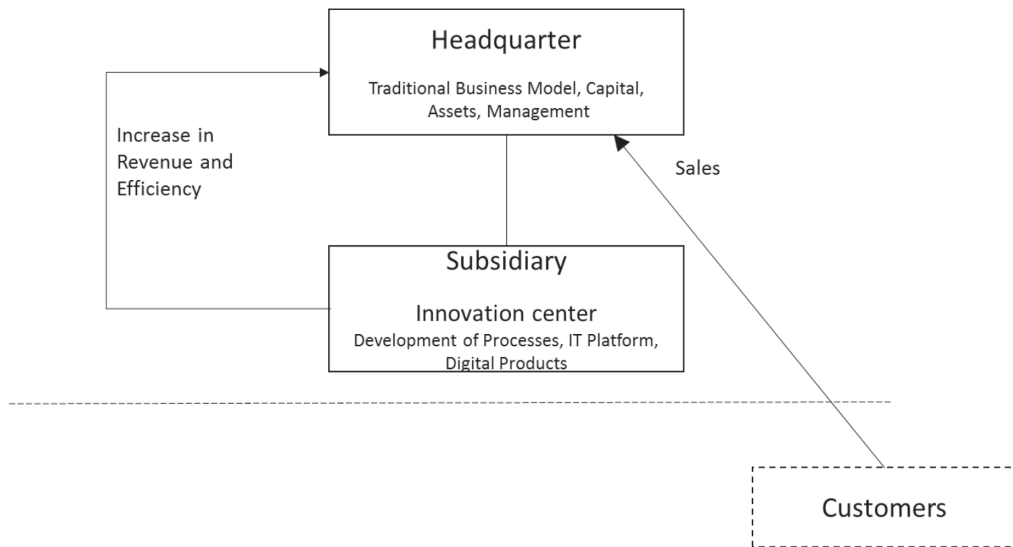 Headquarter
Traditional Business Model, Capital,
Assets, Management
Increase in
Revenue and
Efficiency
Sales
Subsidiary
Innovation center
Development of Processes, IT Platform,
Digital Products
Customers